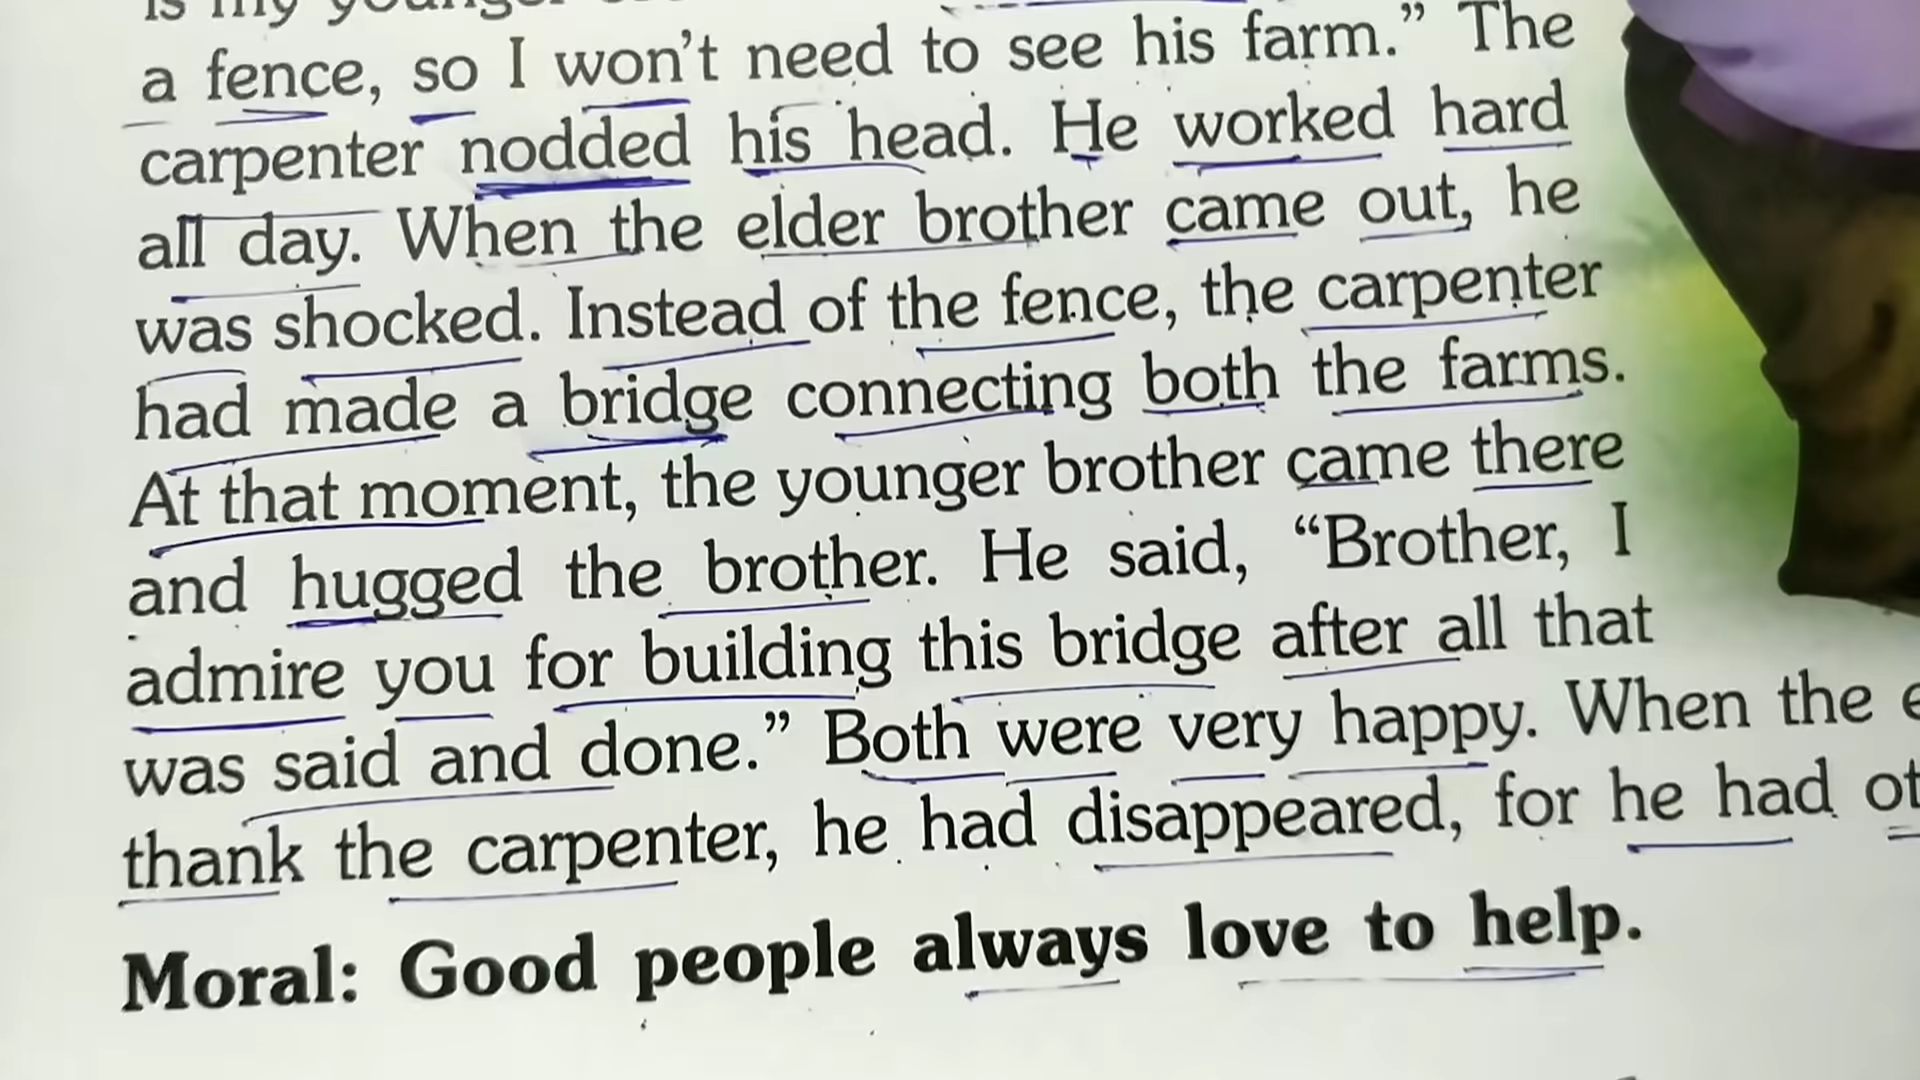 is my younger
a fence, so I won't need to see his farm.” The
carpenter nodded his head. He worked hard
all day. When the elder brother came out, he
was shocked. Instead of the fence, the carpenter
had made a bridge connecting both the farms.
At that moment, the younger brother came there
and hugged the brother. He said, “Brother, I
admire you for building this bridge after all that
was said and done.” Both were very happy. When the
thank the carpenter, he had disappeared, for he had
Moral: Good people always love to help.